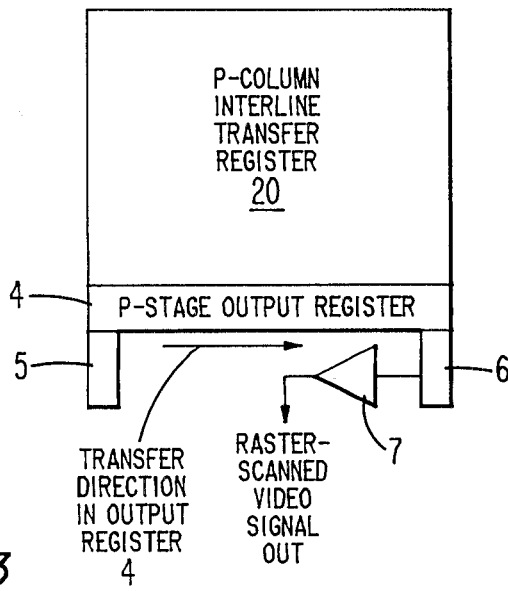 P-COLUMN
INTERLINE
TRANSFER
REGISTER
20
4
P-STAGE OUTPUT REGISTER
5
6
7
TRANSFER
DIRECTION
IN OUTPUT
REGISTER
4
RASTER-
SCANNED
VIDEO
SIGNAL
OUT
3